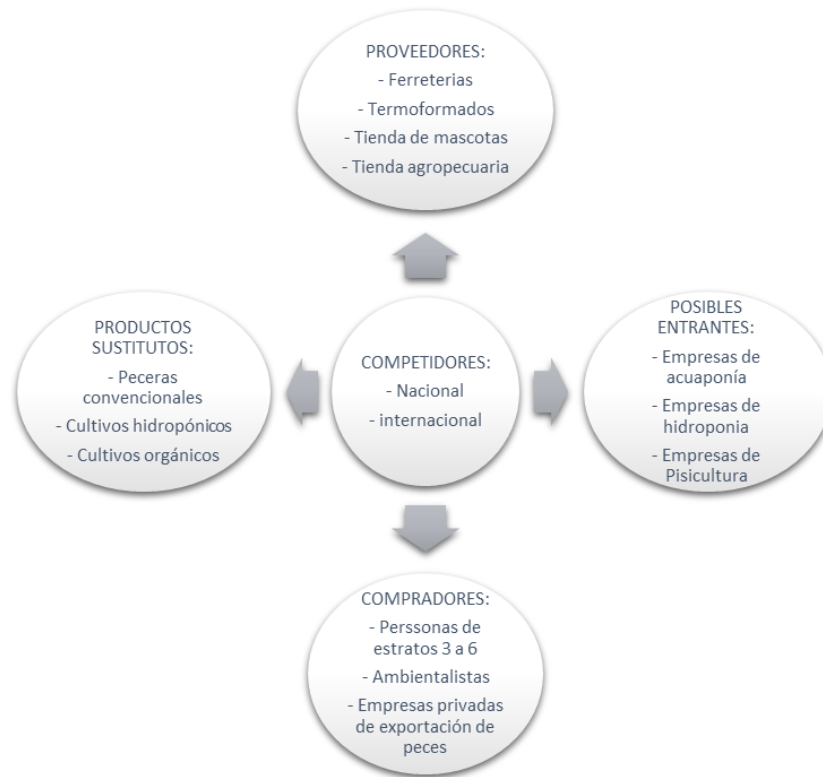 PROVEEDORES:
- Ferreterias
- Termoformados
- Tienda de mascotas
- Tienda agropecuaria
PRODUCTOS
SUSTITUTOS:
- Peceras
convencionales
- Cultivos hidropónicos
- Cultivos orgánicos
COMPETIDORES:
- Nacional
- internacional
POSIBLES
ENTRANTES:
- Empresas de
acuaponía
- Empresas de
hidroponia
- Empresas de
Pisicultura
COMPRADORES:
- Perssonas de
estratos 3 a 6
- Ambientalistas
- Empresas privadas
de exportación de
peces